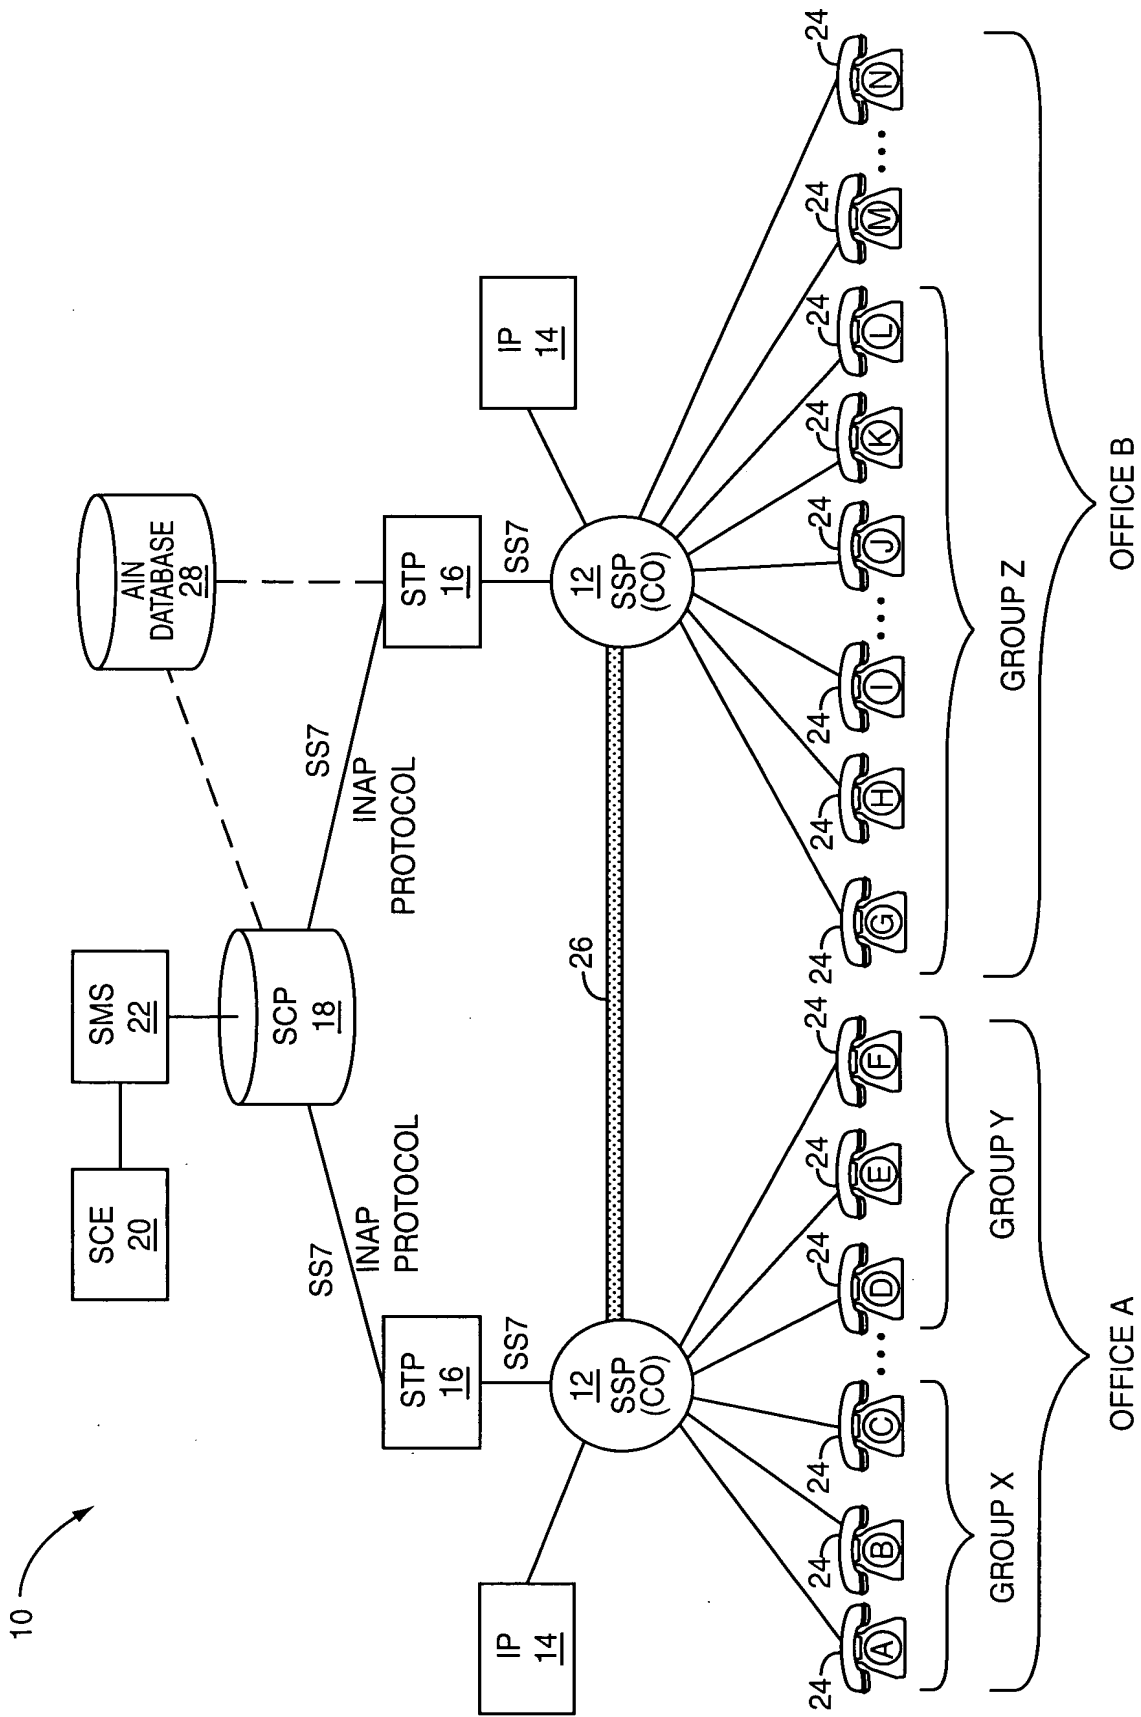 10
SCE
20
SMS
22
AIN
DATABASE
28
SCP
18
SS7
INAP
PROTOCOL
SS7
INAP
PROTOCOL
STP
16
STP
16
SS7
SS7
IP
14
IP
14
12
SSP
(CO)
26
12
SSP
(CO)
24
24
24
24
24
24
24
24
24
24
24
24
24
24
A
B
C
....
D
E
F
G
H
I
....
J
K
L
M
....
N
GROUP X
GROUP Y
GROUP Z
OFFICE A
OFFICE B